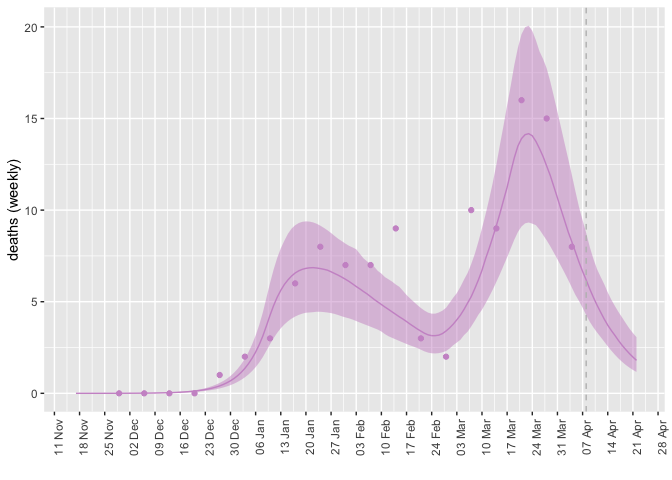 20
15
10
5
0
deaths (weekly)
11 Nov
18 Nov
25 Nov
02 Dec
09 Dec
16 Dec
23 Dec
30 Dec
06 Jan
13 Jan
20 Jan
27 Jan
03 Feb
10 Feb
17 Feb
24 Feb
03 Mar
10 Mar
17 Mar
24 Mar
31 Mar
07 Apr
14 Apr
21 Apr
28 Apr